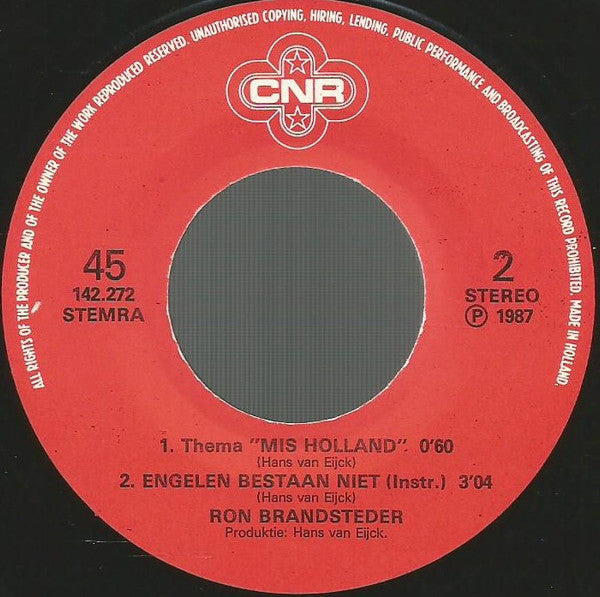 ALL RIGHTS OF THE PRODUCER AND OF THE OWNER OF THE WORK REPRODUCED RESERVED. UNAUTHORISED COPYING, HIRING, LENDING, PUBLIC PERFORMANCE AND BROADCASTING OF THIS RECORD PROHIBITED. MADE IN HOLLAND.
CNR
45
142.272
STEMRA
2
STEREO
Ⓟ 1987
1. Thema "MIS HOLLAND". 0'60
(Hans van Eijck)
2. ENGELEN BESTAAN NIET (Instr.) 3'04
(Hans van Eijck)
RON BRANDSTEDER
Produktie: Hans van Eijck.